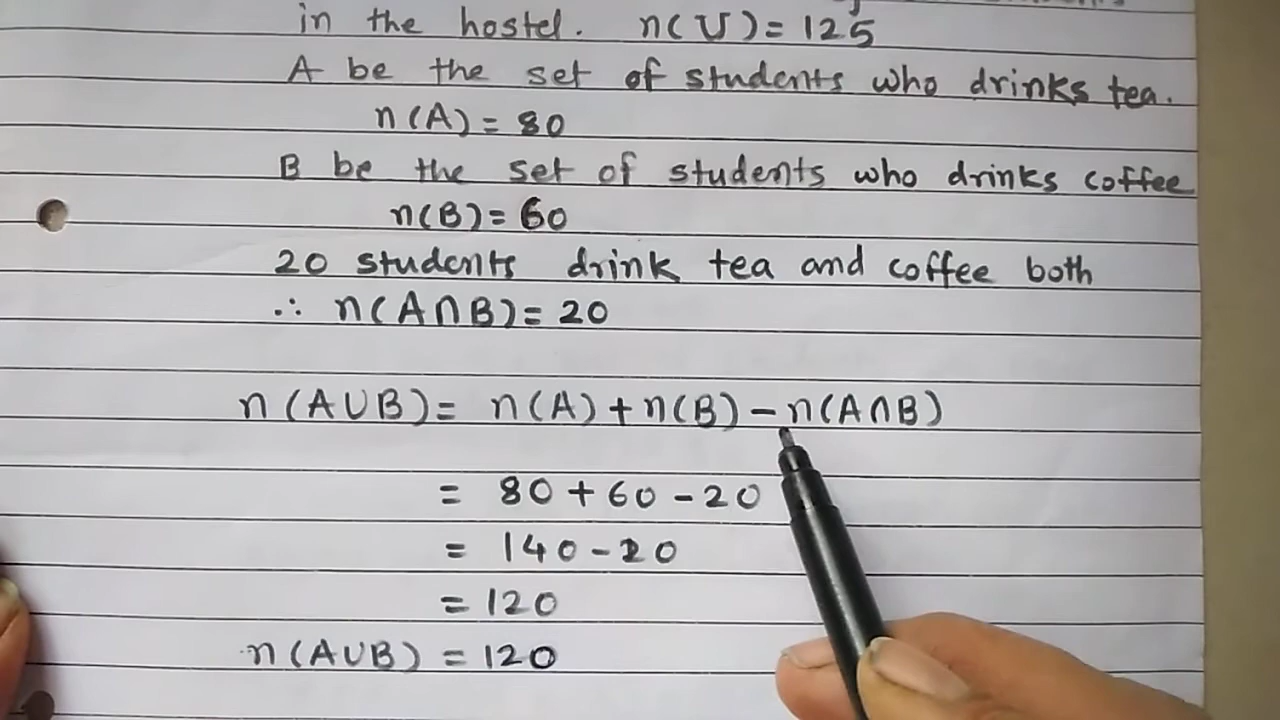 in the hostel. n(U)=125
A be the set of students who drinks tea.
n(A)=80
B be the set of students who drinks coffee
n(B)=60
20 students drink tea and coffee both
∴ n(A∩B)=20
n(A∪B)= n(A)+n(B)-n(A∩B)
= 80+60-20
= 140-20
=120
n(A∪B) =120